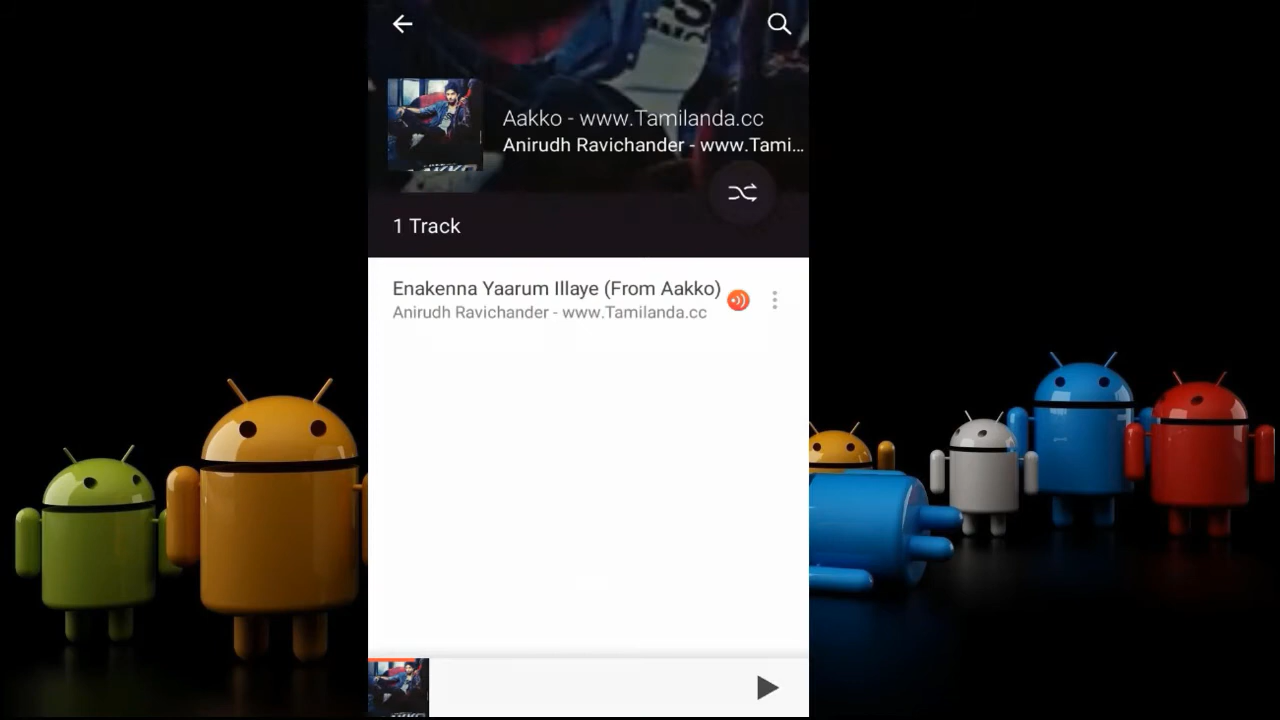 Aakko - www.Tamilanda.cc
Anirudh Ravichander - www.Tami...
1 Track
Enakenna Yaarum Illaye (From Aakko)
Anirudh Ravichander - www.Tamilanda.cc